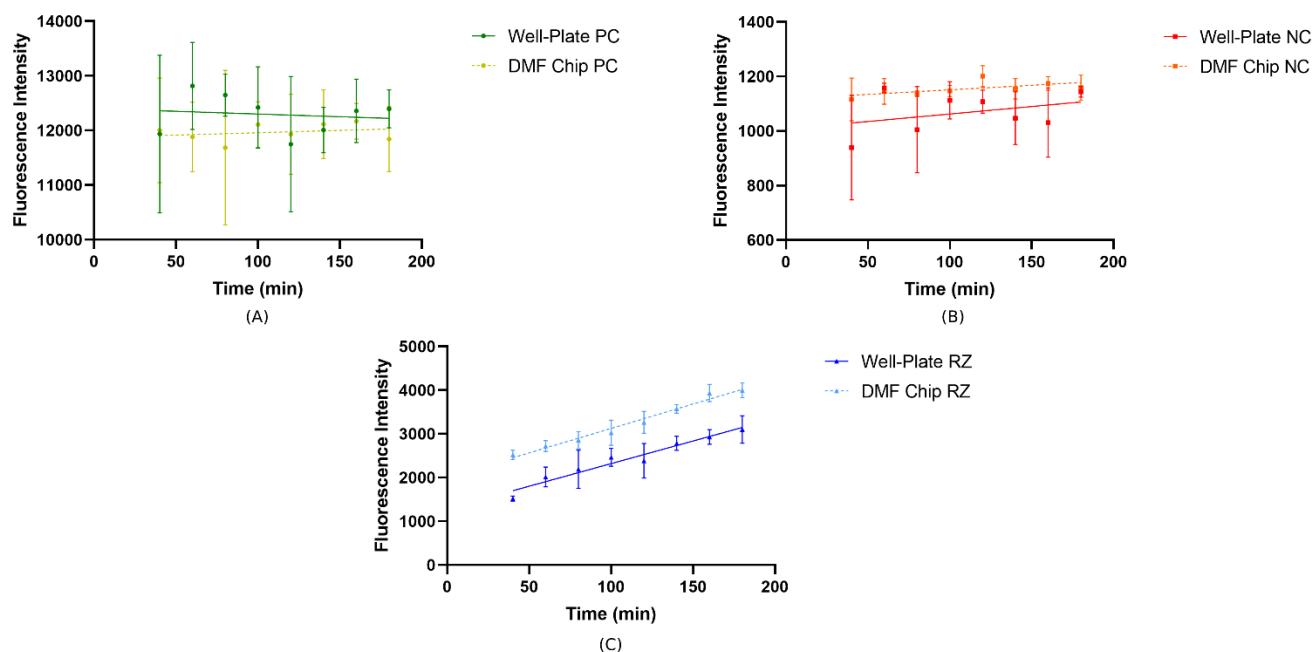 Fluorescence Intensity
14000
13000
12000
11000
10000
0
50
100
150
200
Time (min)
(A)
Well-Plate PC
DMF Chip PC
Fluorescence Intensity
1400
1200
1000
800
600
0
50
100
150
200
Time (min)
(B)
Well-Plate NC
DMF Chip NC
Fluorescence Intensity
5000
4000
3000
2000
1000
0
0
50
100
150
200
Time (min)
(C)
Well-Plate RZ
DMF Chip RZ